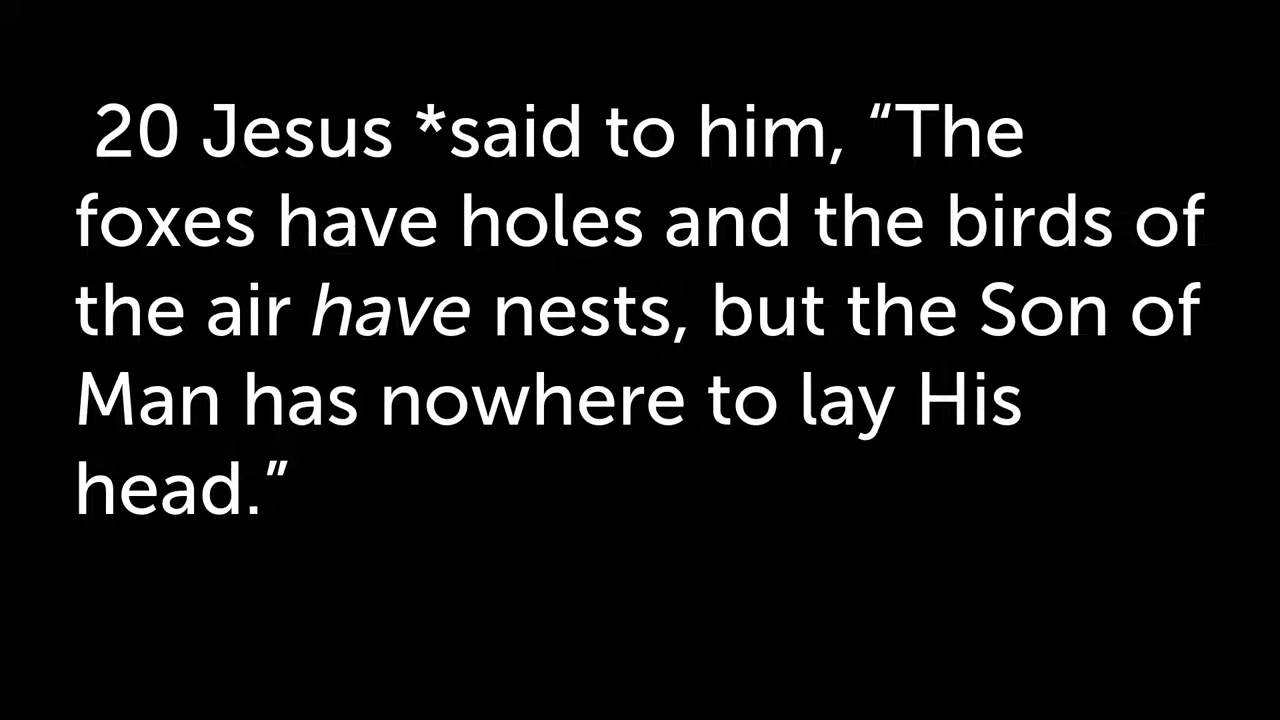 20 Jesus *said to him, “The
foxes have holes and the birds of
the air have nests, but the Son of
Man has nowhere to lay His
head.”